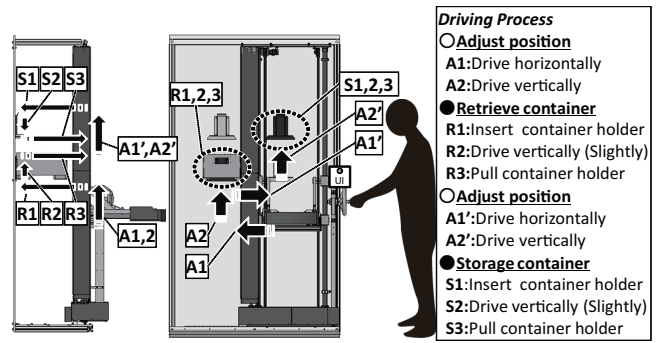 S1 S2 S3
A1',A2'
R1 R2 R3
A1,2
R1,2,3
S1,2,3
A2'
A1'
UI
A2
A1
Driving Process
○Adjust position
A1:Drive horizontally
A2:Drive vertically
●Retrieve container
R1:Insert container holder
R2:Drive vertically (Slightly)
R3:Pull container holder
○Adjust position
A1':Drive horizontally
A2':Drive vertically
●Storage container
S1:Insert container holder
S2:Drive vertically (Slightly)
S3:Pull container holder